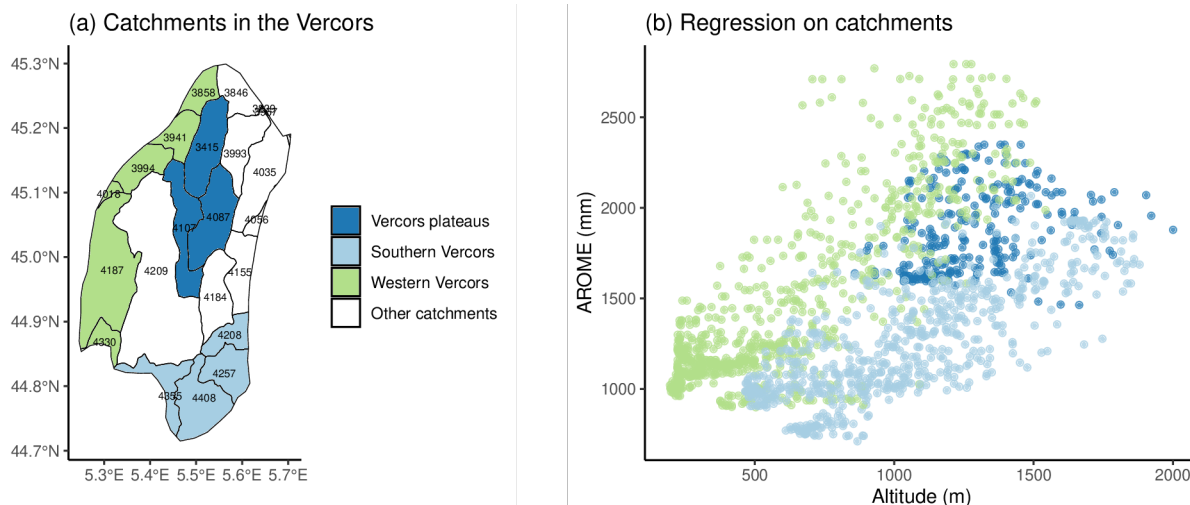 (a) Catchments in the Vercors
45.3°N
45.2°N
45.1°N
45.0°N
44.9°N
44.8°N
44.7°N
3858
3846
3941
3415
3993
3994
4035
4018
4087
4056
4107
4187
4209
4155
4184
4330
4208
4257
4355
4408
5.3°E 5.4°E 5.5°E 5.6°E 5.7°E
Vercors plateaus
Southern Vercors
Western Vercors
Other catchments
(b) Regression on catchments
AROME (mm)
2500
2000
1500
1000
500 1000 1500 2000
Altitude (m)